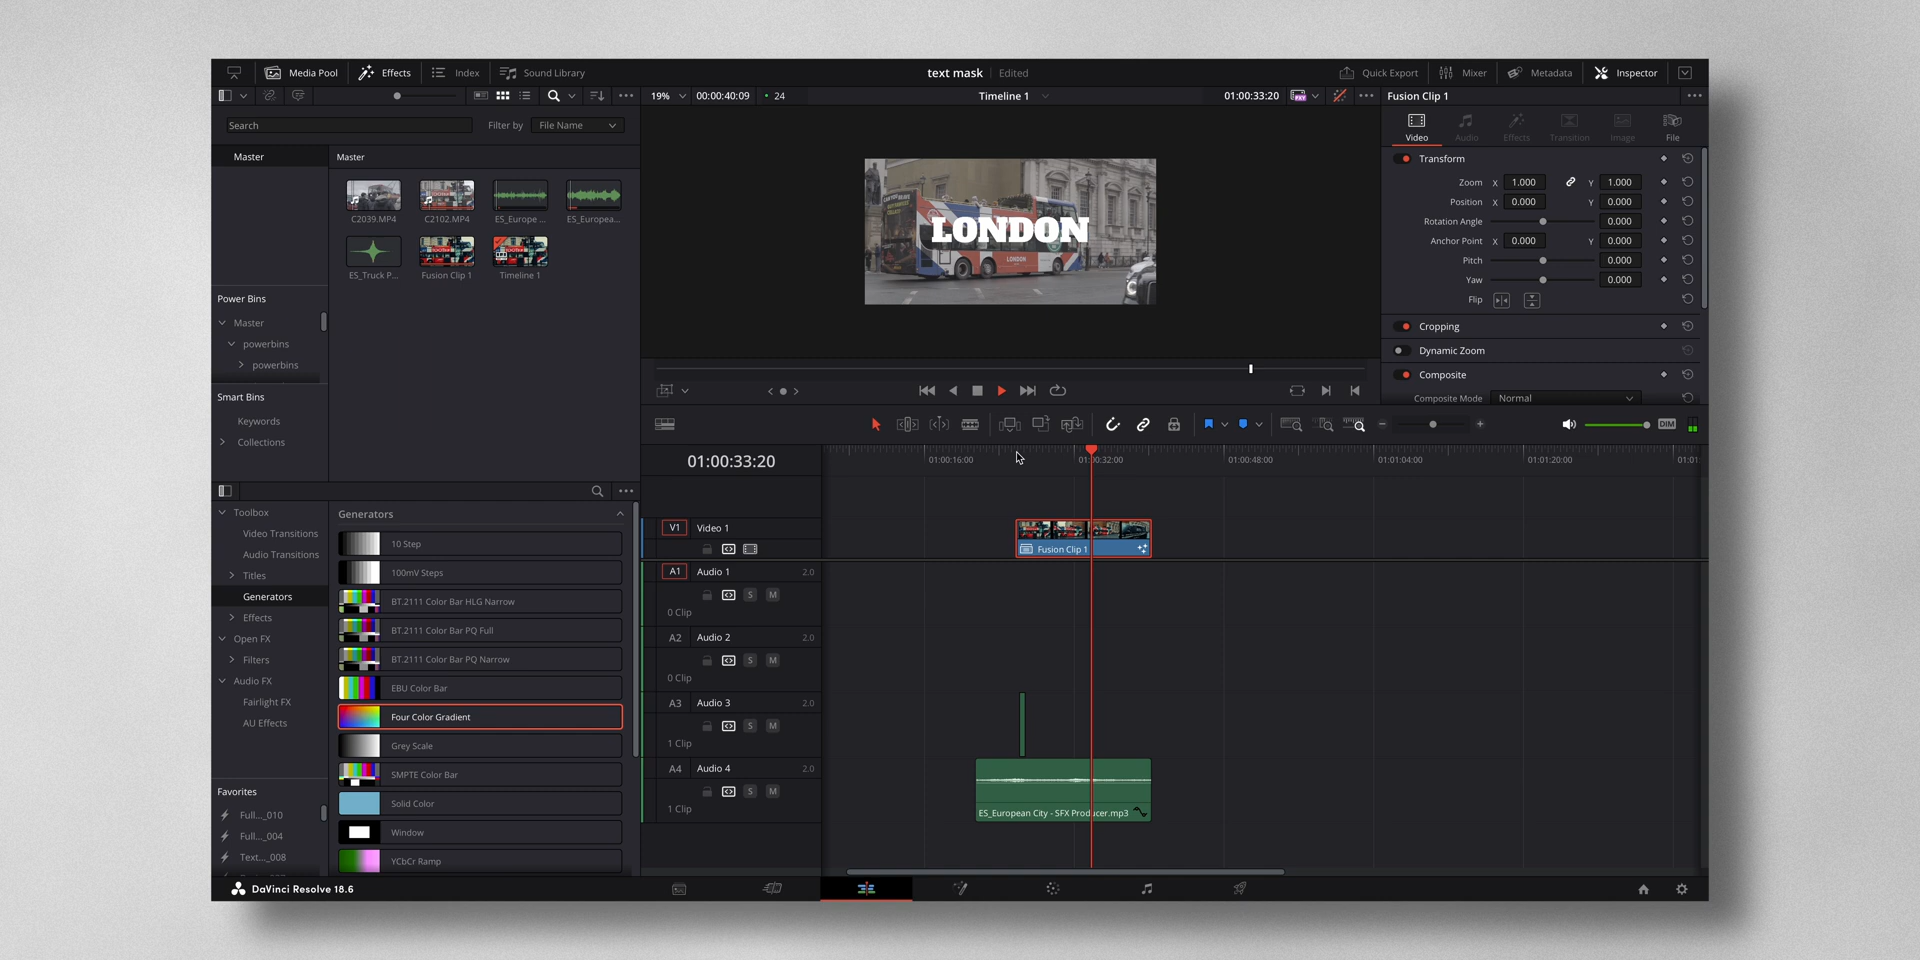 Media Pool
Effects
Index
Sound Library
text mask
Edited
Quick Export
Mixer
Metadata
Inspector
19%
00:00:40:09
24
Timeline 1
01:00:33:20
Fusion Clip 1
Search
Filter by
File Name
Video
Audio
Effects
Transition
Image
File
Master
Master
Transform
Zoom X 1.000 Y 1.000
Position X 0.000 Y 0.000
Rotation Angle 0.000
Anchor Point X 0.000 Y 0.000
Pitch 0.000
Yaw 0.000
Flip
Cropping
Dynamic Zoom
Composite
Composite Mode Normal
C2039.MP4
C2102.MP4
ES_Europe ...
ES_Europea...
ES_Truck P...
Fusion Clip 1
Timeline 1
LONDON
LONDON
Power Bins
Master
powerbins
powerbins
Smart Bins
Keywords
Collections
DIM
01:00:33:20
01:00:16:00
01:00:32:00
01:00:48:00
01:01:04:00
01:01:20:00
01:01
Toolbox
Video Transitions
Audio Transitions
Titles
Generators
Effects
Open FX
Filters
Audio FX
Fairlight FX
AU Effects
Favorites
Full..._010
Full..._004
Text..._008
Generators
10 Step
100mV Steps
BT.2111 Color Bar HLG Narrow
BT.2111 Color Bar PQ Full
BT.2111 Color Bar PQ Narrow
EBU Color Bar
Four Color Gradient
Grey Scale
SMPTE Color Bar
Solid Color
Window
YCbCr Ramp
V1 Video 1
Fusion Clip 1
A1 Audio 1 2.0
S M
0 Clip
A2 Audio 2 2.0
S M
0 Clip
A3 Audio 3 2.0
S M
1 Clip
A4 Audio 4 2.0
S M
1 Clip
ES_European City - SFX Producer.mp3
DaVinci Resolve 18.6